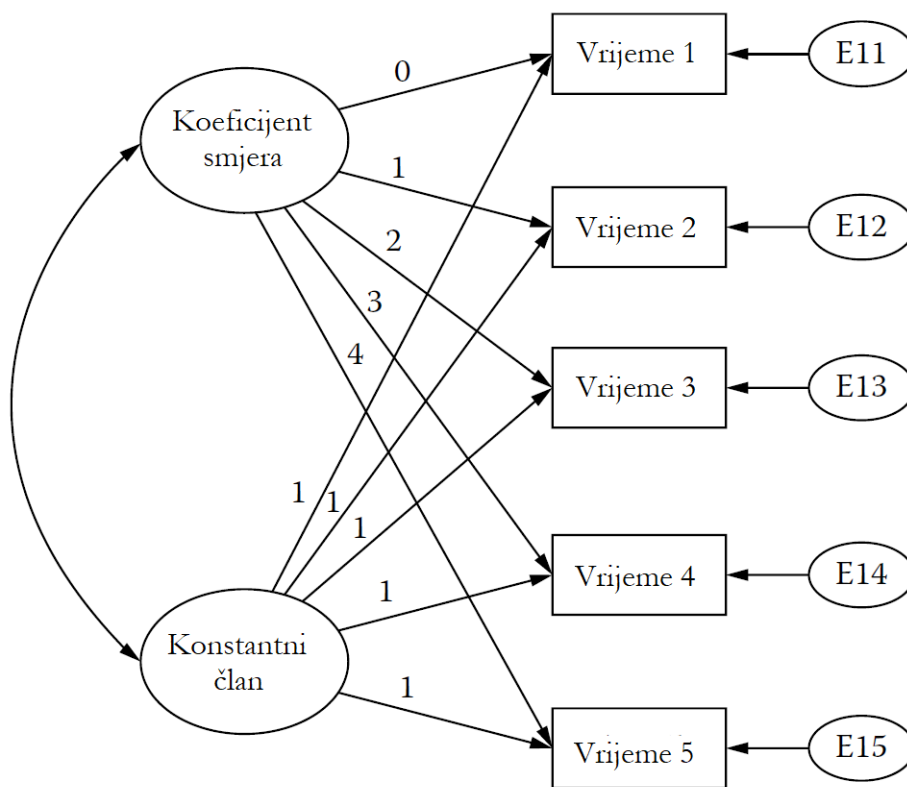 Vrijeme 1
E11
0
Koeficijent
smjera
1
Vrijeme 2
E12
2
3
4
Vrijeme 3
E13
1
1
1
Vrijeme 4
E14
1
Konstantni
član
1
Vrijeme 5
E15